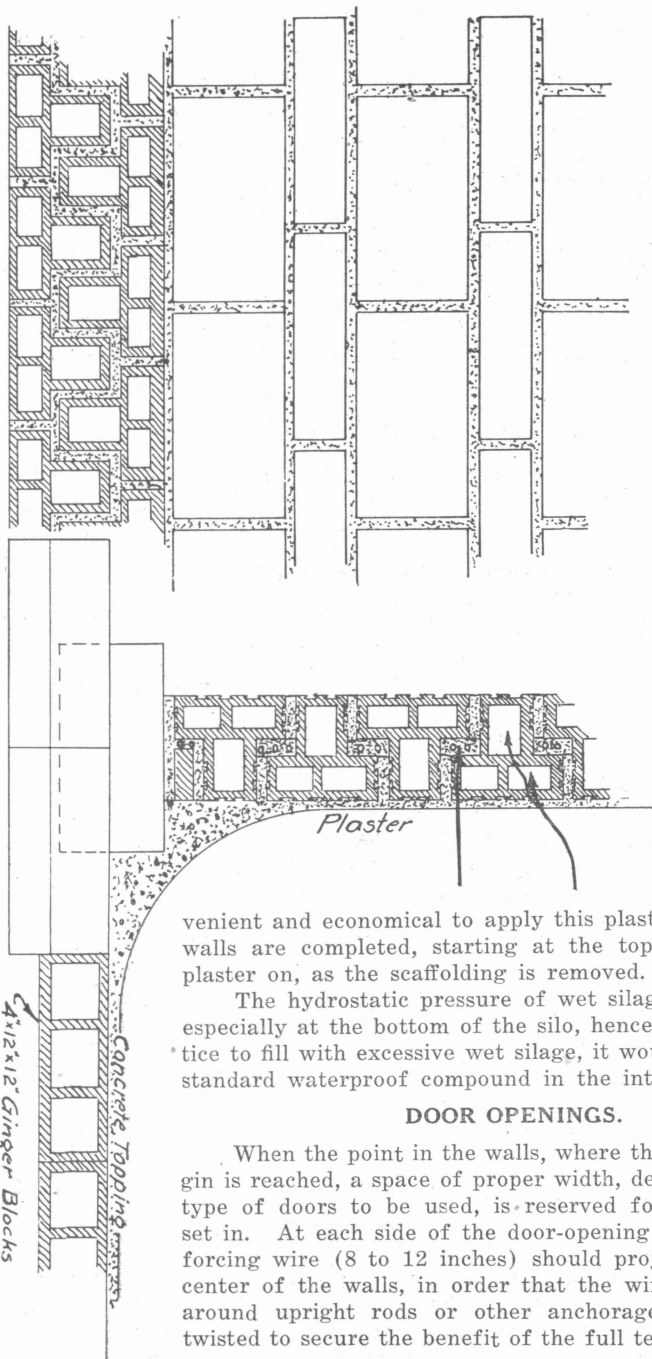 Plaster
Concrete Topping
4"x12"x12" Ginger Blocks
venient and economical to apply this plast
walls are completed, starting at the top
plaster on, as the scaffolding is removed.
The hydrostatic pressure of wet silag
especially at the bottom of the silo, hence
tice to fill with excessive wet silage, it wou
standard waterproof compound in the int
DOOR OPENINGS.
When the point in the walls, where th
gin is reached, a space of proper width, de
type of doors to be used, is reserved fo
set in. At each side of the door-opening
forcing wire (8 to 12 inches) should pro
center of the walls, in order that the wi
around upright rods or other anchorage
twisted to secure the benefit of the full te